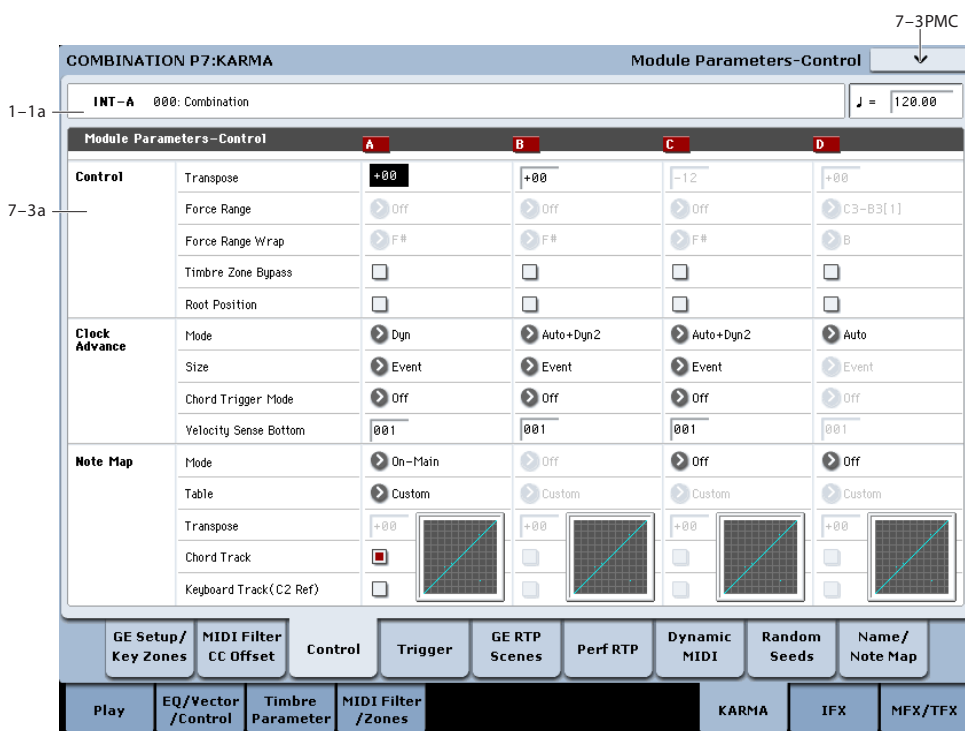 7–3PMC
COMBINATION P7:KARMA Module Parameters-Control
1–1a
INT-A 000: Combination ♩ = 120.00
Module Parameters-Control A B C D
7–3a
Control Transpose +00 +00 -12 +00
Force Range Off Off Off C3-B3[1]
Force Range Wrap F# F# F# B
Timbre Zone Bypass
Root Position
Clock Advance Mode Dyn Auto+Dyn2 Auto+Dyn2 Auto
Size Event Event Event Event
Chord Trigger Mode Off Off Off Off
Velocity Sense Bottom 001 001 001 001
Note Map Mode On-Main Off Off Off
Table Custom Custom Custom Custom
Transpose +00 +00 +00 +00
Chord Track
Keyboard Track(C2 Ref)
GE Setup/ Key Zones MIDI Filter CC Offset Control Trigger GE RTP Scenes Perf RTP Dynamic MIDI Random Seeds Name/ Note Map
Play EQ/Vector /Control Timbre Parameter MIDI Filter /Zones KARMA IFX MFX/TFX